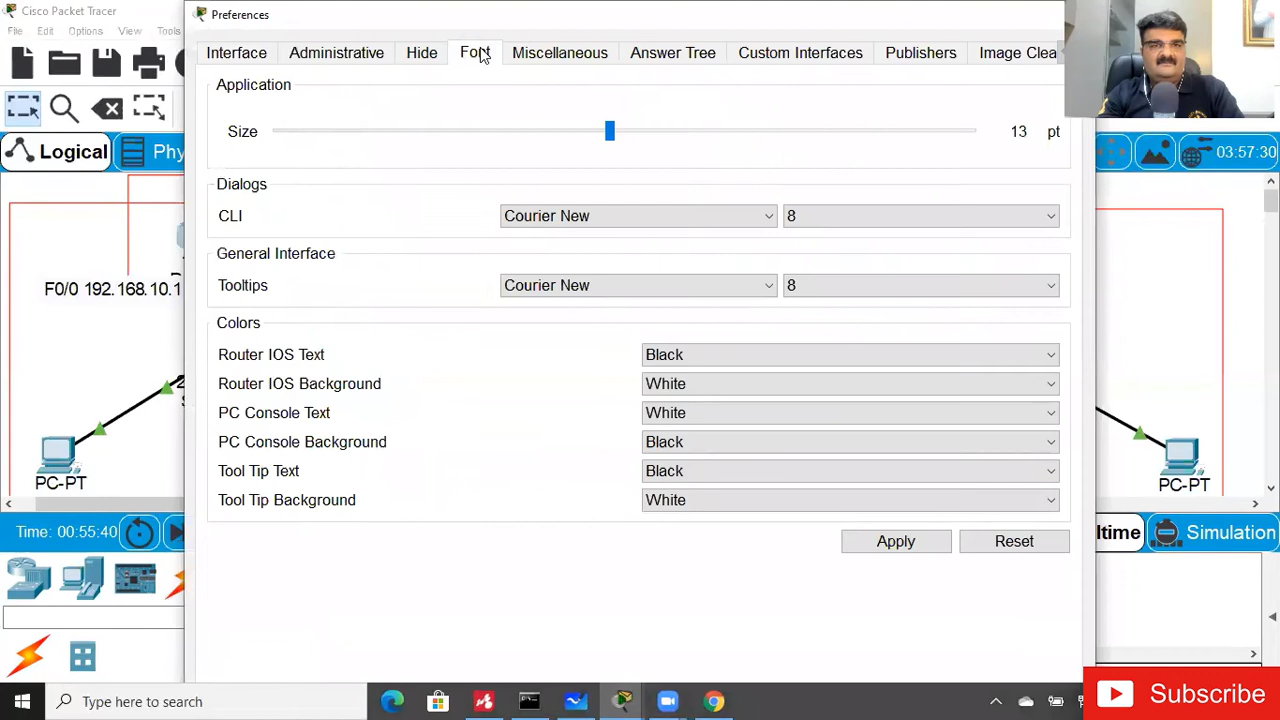 Cisco Packet Tracer
Preferences
File Edit Options View Tools
Interface Administrative Hide Font Miscellaneous Answer Tree Custom Interfaces Publishers Image Clea
Application
Size 13 pt
Logical Phy
03:57:30
Dialogs
CLI Courier New 8
General Interface
Tooltips Courier New 8
F0/0 192.168.10.1
Colors
Router IOS Text Black
Router IOS Background White
PC Console Text White
PC Console Background Black
Tool Tip Text Black
Tool Tip Background White
PC-PT
PC-PT
Time: 00:55:40
ltime Simulation
Apply Reset
Type here to search
Subscribe